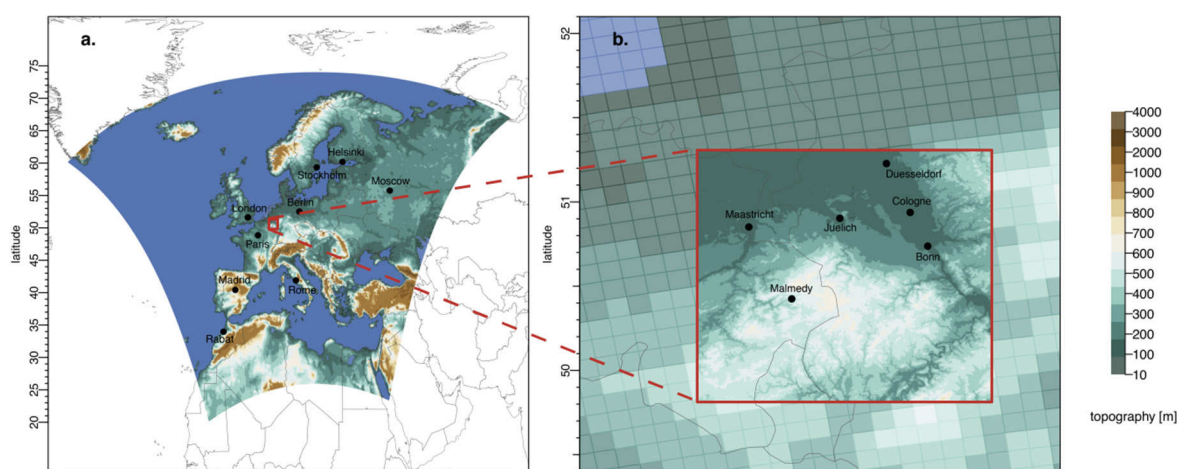 a.
75
70
65
60
55
50
45
40
35
30
25
20
latitude
Helsinki
Stockholm
Moscow
Berlin
London
Paris
Madrid
Rome
Rabat
b.
52
51
50
latitude
Duesseldorf
Cologne
Maastricht
Juelich
Bonn
Malmedy
4000
3000
2000
1000
900
800
700
600
500
400
300
200
100
10
topography [m]